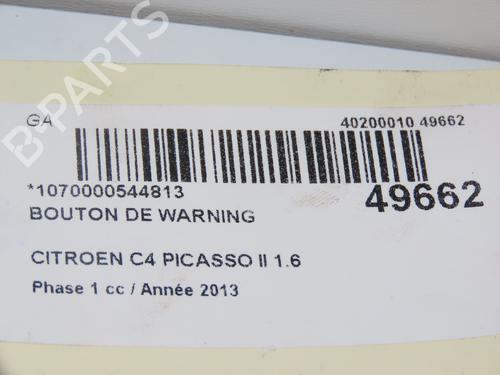 GA 40200010 49662
*1070000544813 49662
BOUTON DE WARNING
CITROEN C4 PICASSO II 1.6
Phase 1 cc / Année 2013
B-PARTS